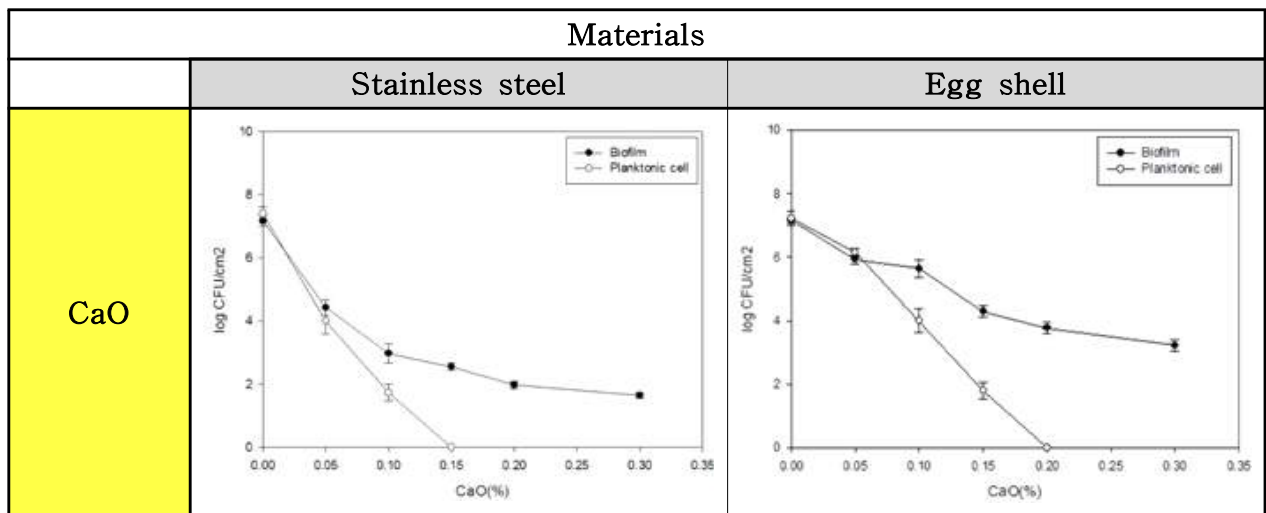 Materials
Stainless steel
Egg shell
CaO
10
8
6
4
2
0
log CFU/cm2
Biofilm
Planktonic cell
0.00 0.05 0.10 0.15 0.20 0.25 0.30 0.35
CaO(%)
10
8
6
4
2
0
log CFU/cm2
Biofilm
Planktonic cell
0.00 0.05 0.10 0.15 0.20 0.25 0.30 0.35
CaO(%)